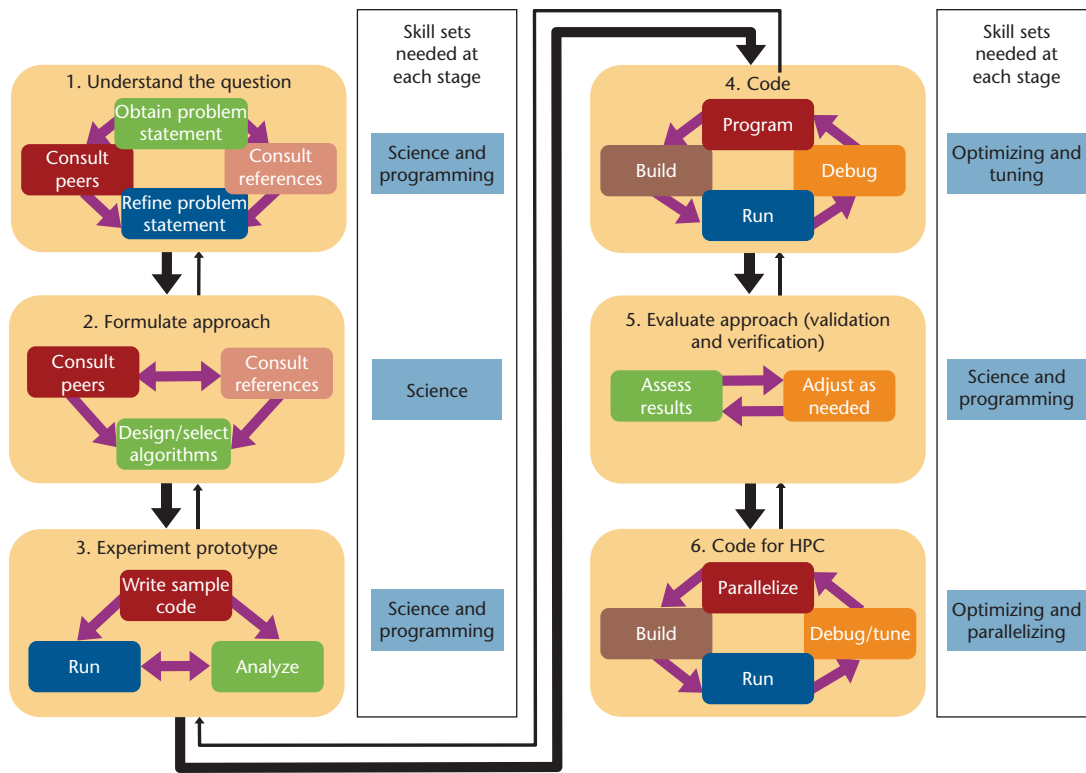 Skill sets
needed at
each stage
1. Understand the question
Obtain problem
statement
Consult
peers
Consult
references
Refine problem
statement
Science and
programming
2. Formulate approach
Consult
peers
Consult
references
Design/select
algorithms
Science
3. Experiment prototype
Write sample
code
Run
Analyze
Science and
programming
Skill sets
needed at
each stage
4. Code
Program
Build
Debug
Run
Optimizing and
tuning
5. Evaluate approach (validation
and verification)
Assess
results
Adjust as
needed
Science and
programming
6. Code for HPC
Parallelize
Build
Debug/tune
Run
Optimizing and
parallelizing